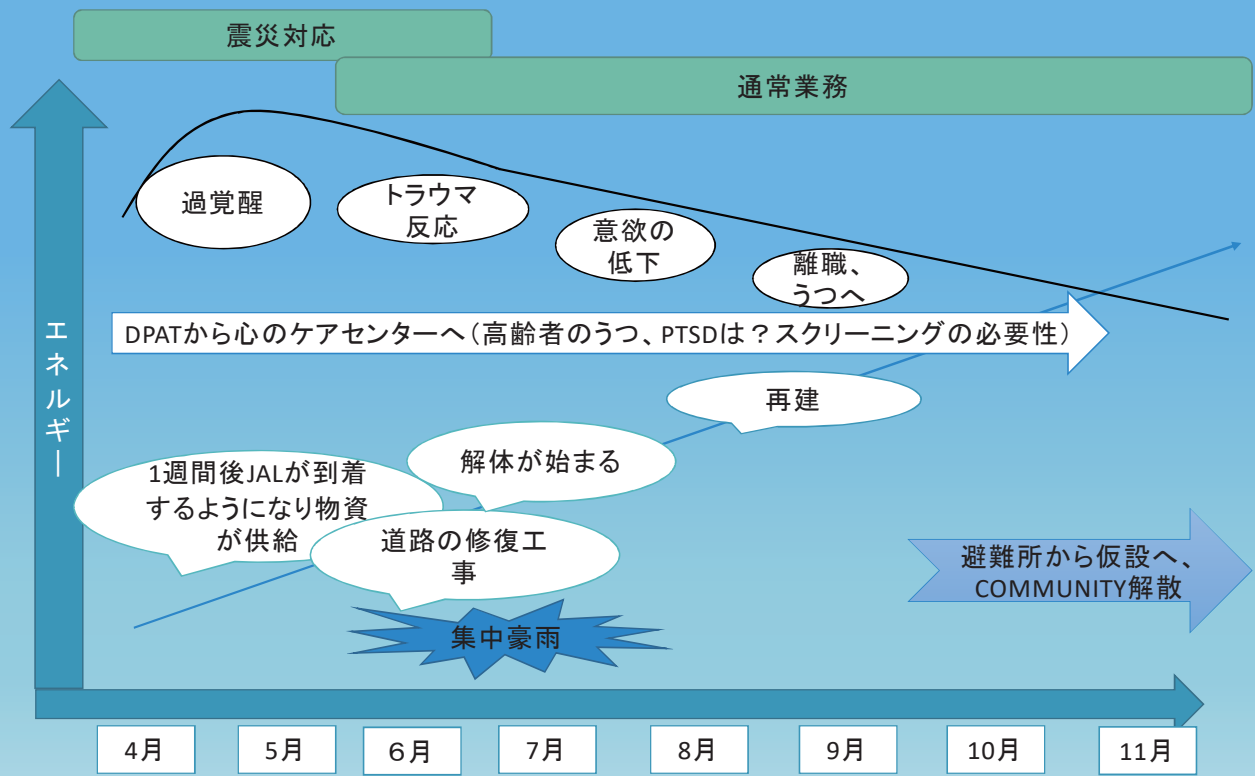 震災対応
通常業務
過覚醒
トラウマ
反応
意欲の
低下
離職、
うつへ
エネルギー
DPATから心のケアセンターへ（高齢者のうつ、PTSDは？スクリーニングの必要性）
再建
解体が始まる
1週間後JALが到着
するようになり物資
が供給
道路の修復工
事
集中豪雨
避難所から仮設へ、
COMMUNITY解散
4月
5月
６月
7月
8月
9月
10月
11月